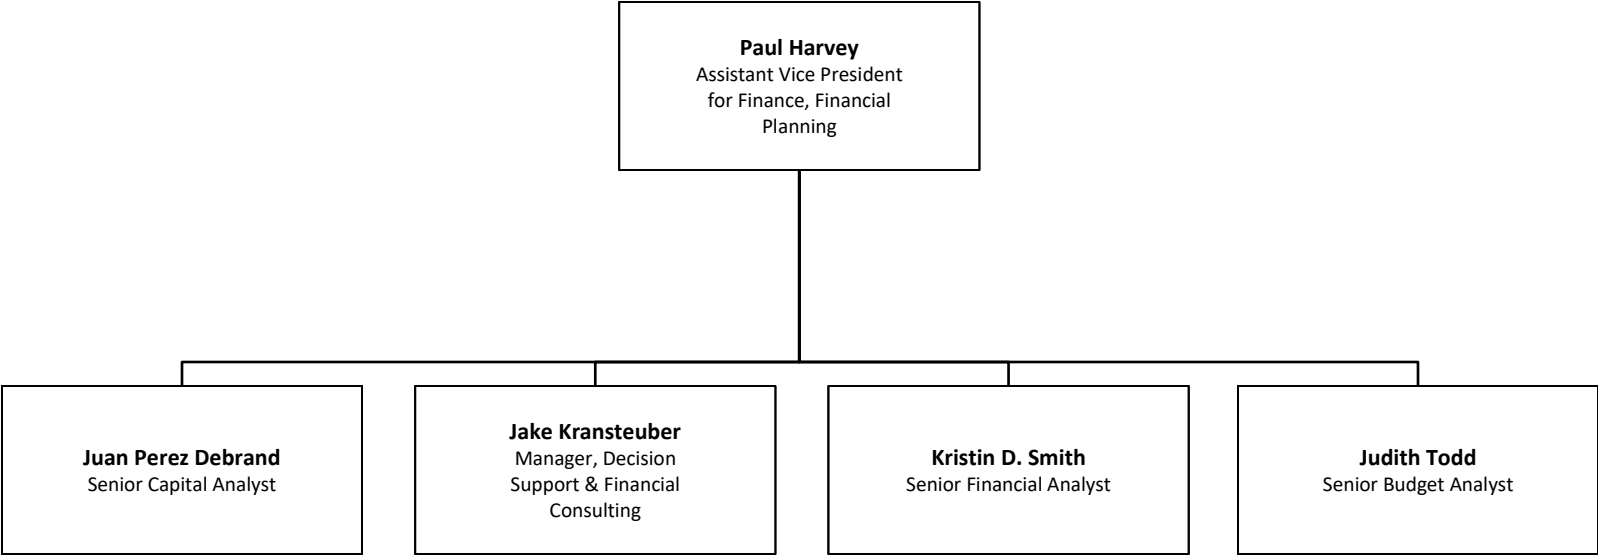 Paul Harvey
Assistant Vice President
for Finance, Financial
Planning
Juan Perez Debrand
Senior Capital Analyst
Jake Kransteuber
Manager, Decision
Support & Financial
Consulting
Kristin D. Smith
Senior Financial Analyst
Judith Todd
Senior Budget Analyst